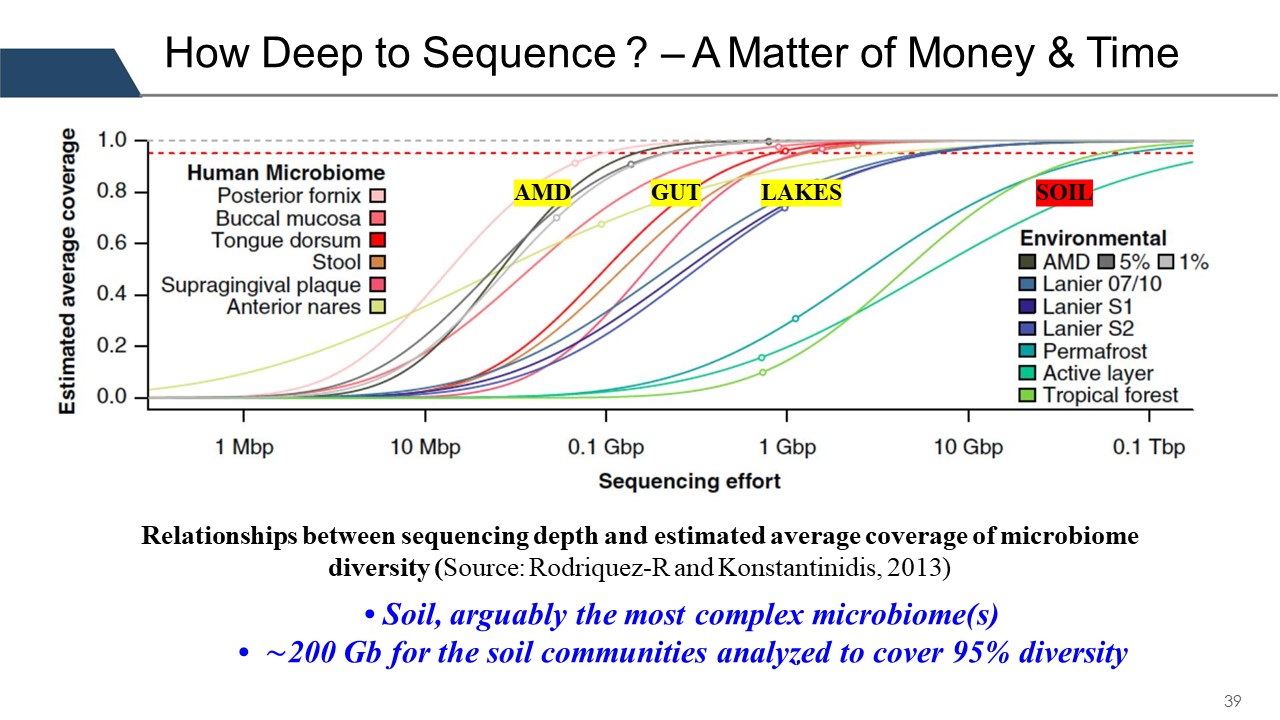 How Deep to Sequence ? – A Matter of Money & Time
Estimated average coverage
1.0
0.8
0.6
0.4
0.2
0.0
Human Microbiome
Posterior fornix
Buccal mucosa
Tongue dorsum
Stool
Supragingival plaque
Anterior nares
AMD
GUT
LAKES
SOIL
Environmental
AMD 5% 1%
Lanier 07/10
Lanier S1
Lanier S2
Permafrost
Active layer
Tropical forest
1 Mbp
10 Mbp
0.1 Gbp
1 Gbp
10 Gbp
0.1 Tbp
Sequencing effort
Relationships between sequencing depth and estimated average coverage of microbiome
diversity (Source: Rodriquez-R and Konstantinidis, 2013)
• Soil, arguably the most complex microbiome(s)
• ~200 Gb for the soil communities analyzed to cover 95% diversity
39